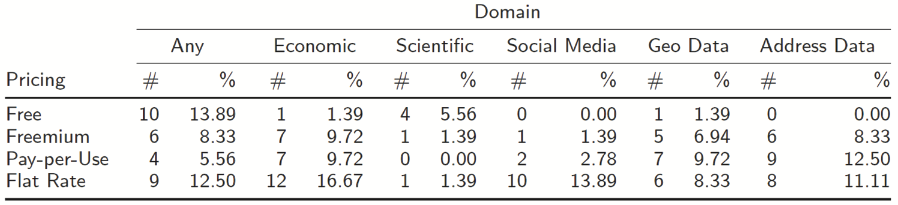 Domain
Any Economic Scientific Social Media Geo Data Address Data
Pricing # % # % # % # % # % # %
Free 10 13.89 1 1.39 4 5.56 0 0.00 1 1.39 0 0.00
Freemium 6 8.33 7 9.72 1 1.39 1 1.39 5 6.94 6 8.33
Pay-per-Use 4 5.56 7 9.72 0 0.00 2 2.78 7 9.72 9 12.50
Flat Rate 9 12.50 12 16.67 1 1.39 10 13.89 6 8.33 8 11.11